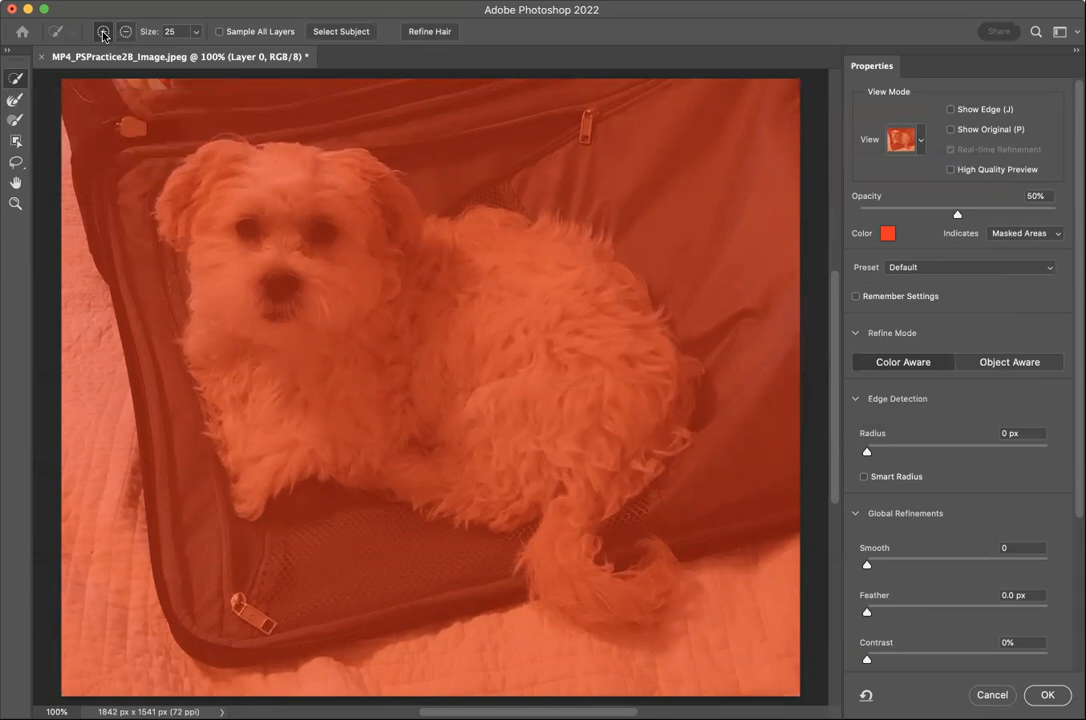 Adobe Photoshop 2022
Size: 25 Sample All Layers Select Subject Refine Hair Share
MP4_PSPractice2B_Image.jpeg @ 100% (Layer 0, RGB/8) *
Properties
View Mode
Show Edge (J)
Show Original (P)
View
Real-time Refinement
High Quality Preview
Opacity 50%
Color Indicates Masked Areas
Preset Default
Remember Settings
Refine Mode
Color Aware Object Aware
Edge Detection
Radius 0 px
Smart Radius
Global Refinements
Smooth 0
Feather 0.0 px
Contrast 0%
Cancel OK
100% 1842 px x 1541 px (72 ppi)